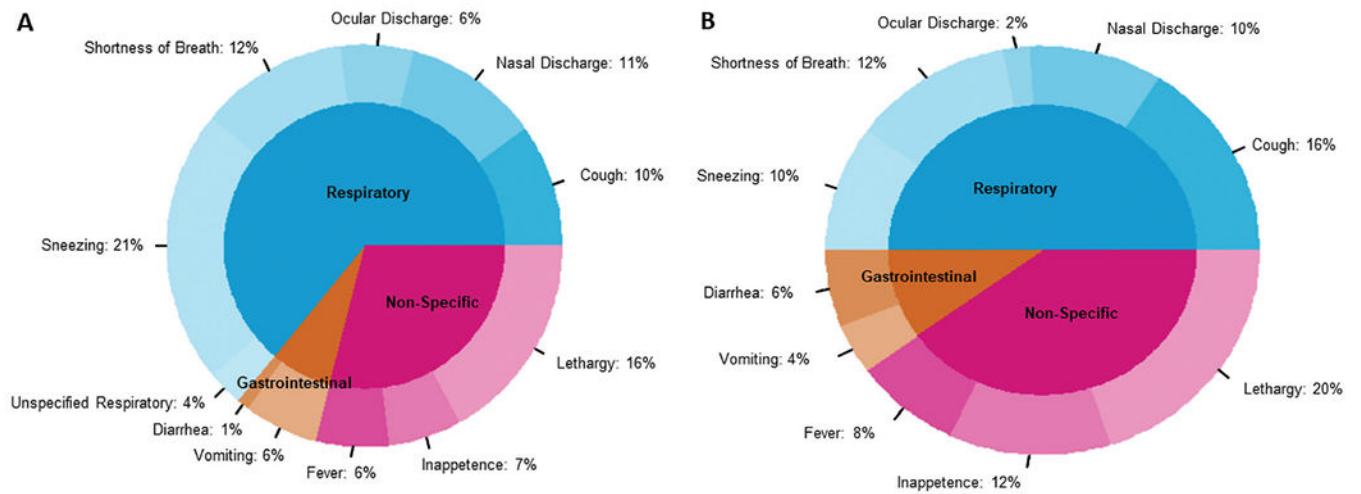 A
Ocular Discharge: 6%
Shortness of Breath: 12%
Nasal Discharge: 11%
Respiratory
Cough: 10%
Sneezing: 21%
Non-Specific
Lethargy: 16%
Gastrointestinal
Unspecified Respiratory: 4%
Diarrhea: 1%
Vomiting: 6%
Fever: 6%
Inappetence: 7%
B
Ocular Discharge: 2%
Nasal Discharge: 10%
Shortness of Breath: 12%
Cough: 16%
Sneezing: 10%
Respiratory
Gastrointestinal
Diarrhea: 6%
Non-Specific
Vomiting: 4%
Lethargy: 20%
Fever: 8%
Inappetence: 12%